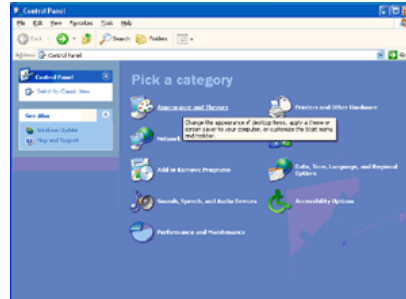 Control Panel
File Edit View Favorites Tools Help
Back Search Folders
Address Control Panel Go
Control Panel
Switch to Classic View
See Also
Windows Update
Help and Support
Pick a category
Appearance and Themes
Printers and Other Hardware
Change the appearance of desktop items, apply a theme or
screen saver to your computer, or customize the Start menu
and taskbar.
Network
Add or Remove Programs
Date, Time, Language, and Regional
Options
Sounds, Speech, and Audio Devices
Accessibility Options
Performance and Maintenance